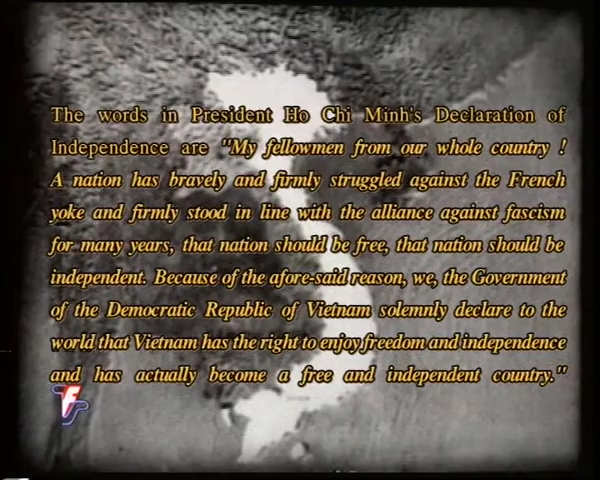 The words in President Ho Chi Minh's Declaration of
Independence are "My fellowmen from our whole country !
A nation has bravely and firmly struggled against the French
yoke and firmly stood in line with the alliance against fascism
for many years, that nation should be free, that nation should be
independent. Because of the afore-said reason, we, the Government
of the Democratic Republic of Vietnam solemnly declare to the
world that Vietnam has the right to enjoy freedom and independence
and has actually become a free and independent country."